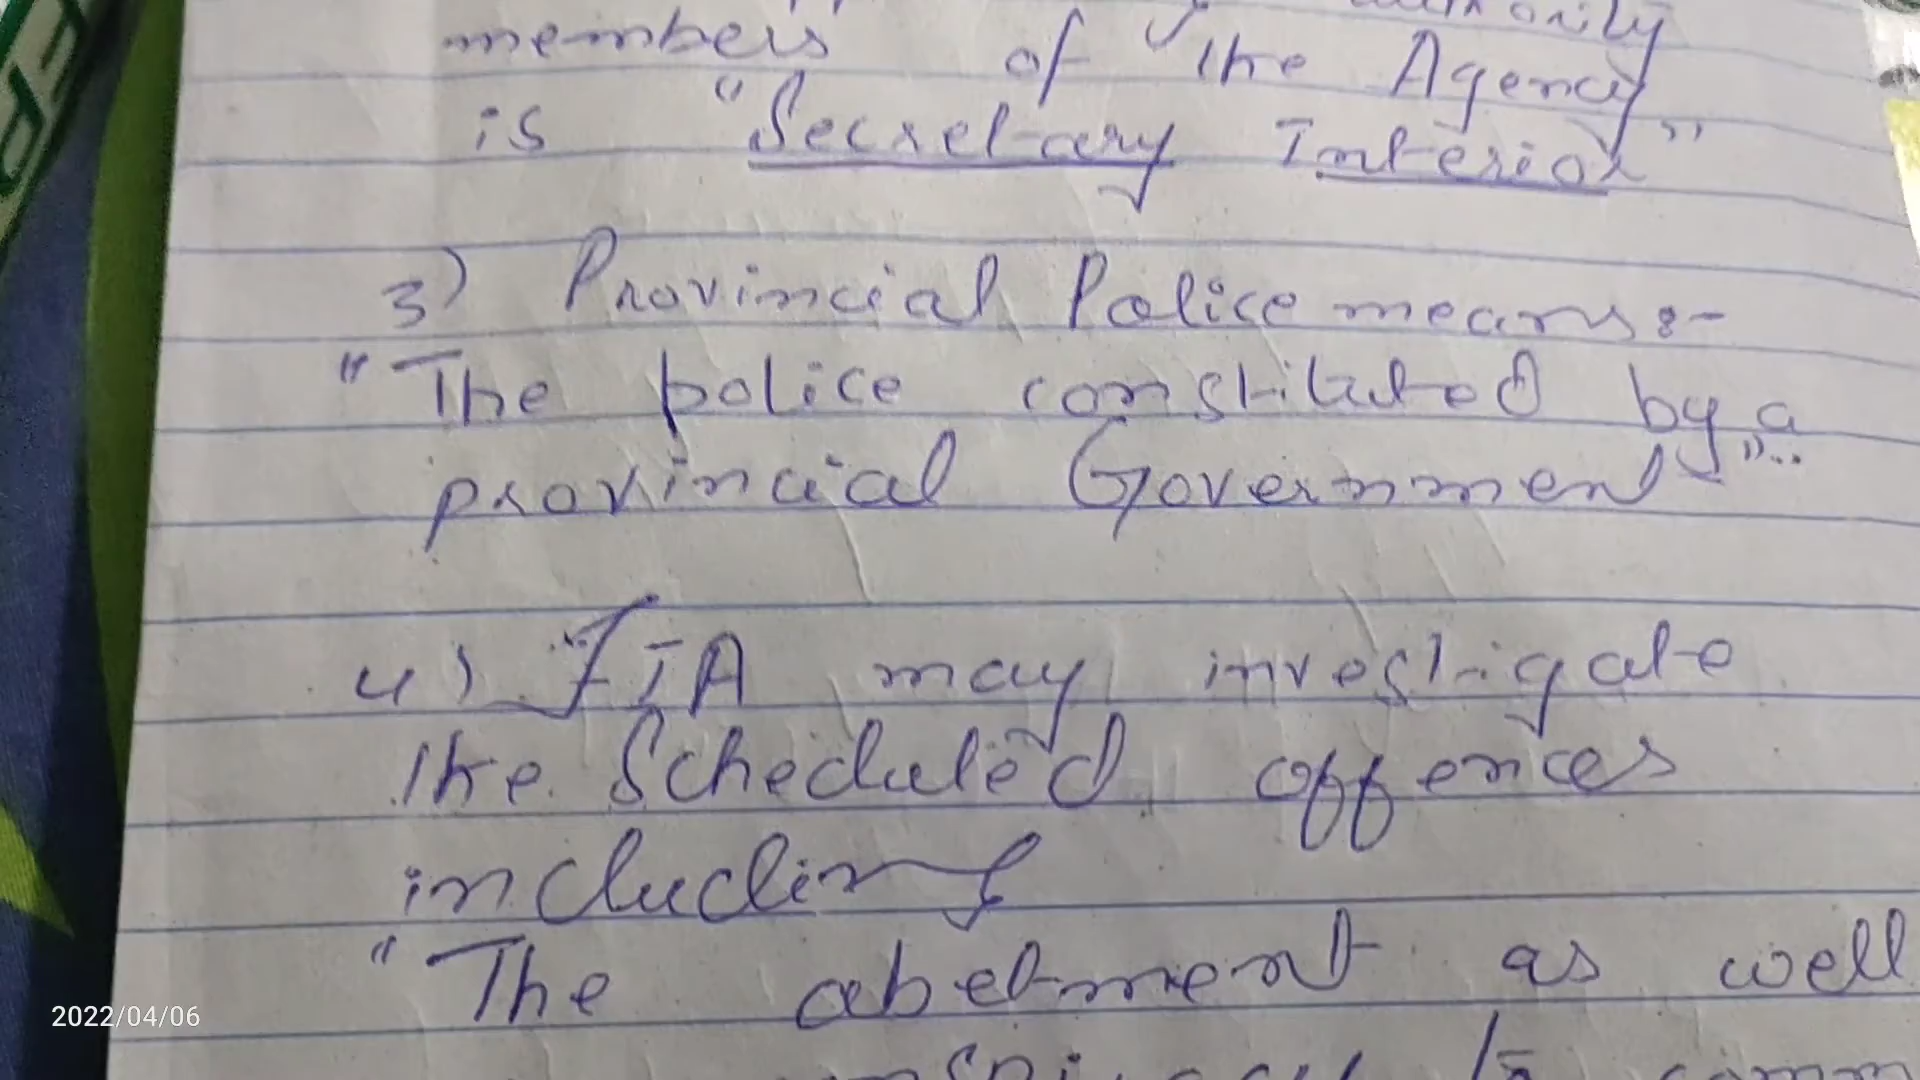 members of the Agency
is "Secretary Interior"
3) Provincial Police means:-
"The police constituted by a
provincial Government"..
4) FIA may investigate
the Scheduled offences
including
"The abetment as well
2022/04/06